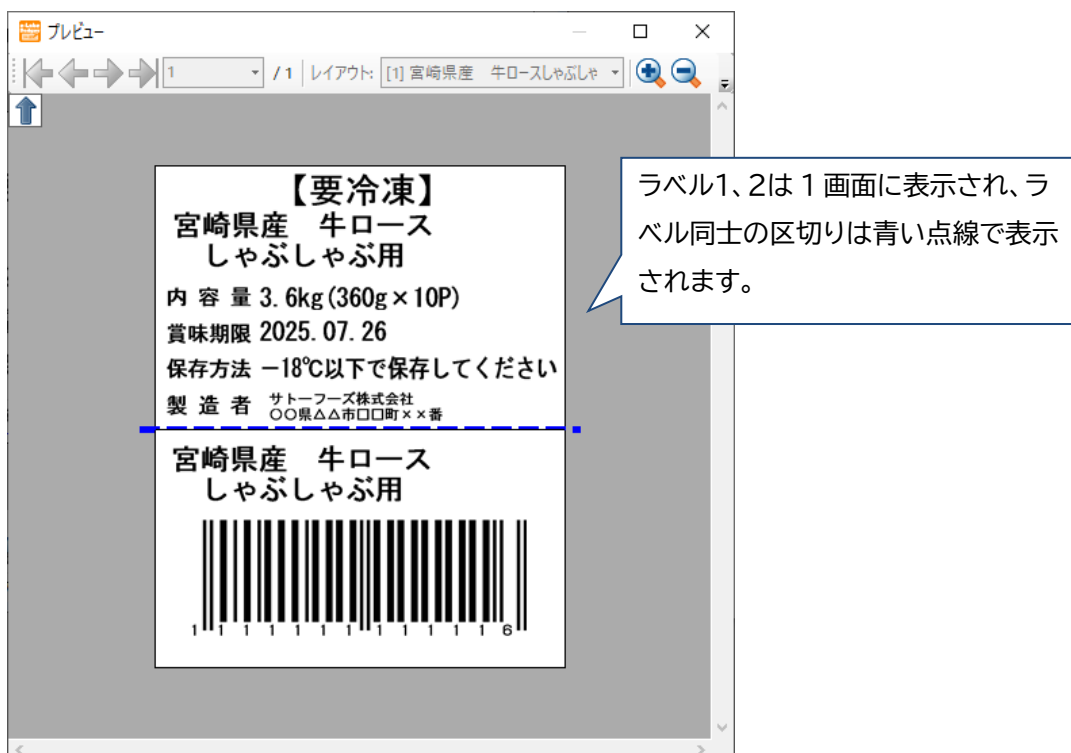 プレビュー
1 / 1 レイアウト: [1] 宮崎県産 牛ロースしゃぶしゃ
【要冷凍】
宮崎県産 牛ロース
しゃぶしゃぶ用
内 容 量 3.6kg(360g×10P)
賞味期限 2025.07.26
保存方法 －18℃以下で保存してください
製 造 者 サトーフーズ株式会社
〇〇県△△市□□町××番
宮崎県産 牛ロース
しゃぶしゃぶ用
1 1 1 1 1 1 1 1 1 1 1 1 6
ラベル1、2は1画面に表示され、ラ
ベル同士の区切りは青い点線で表示
されます。